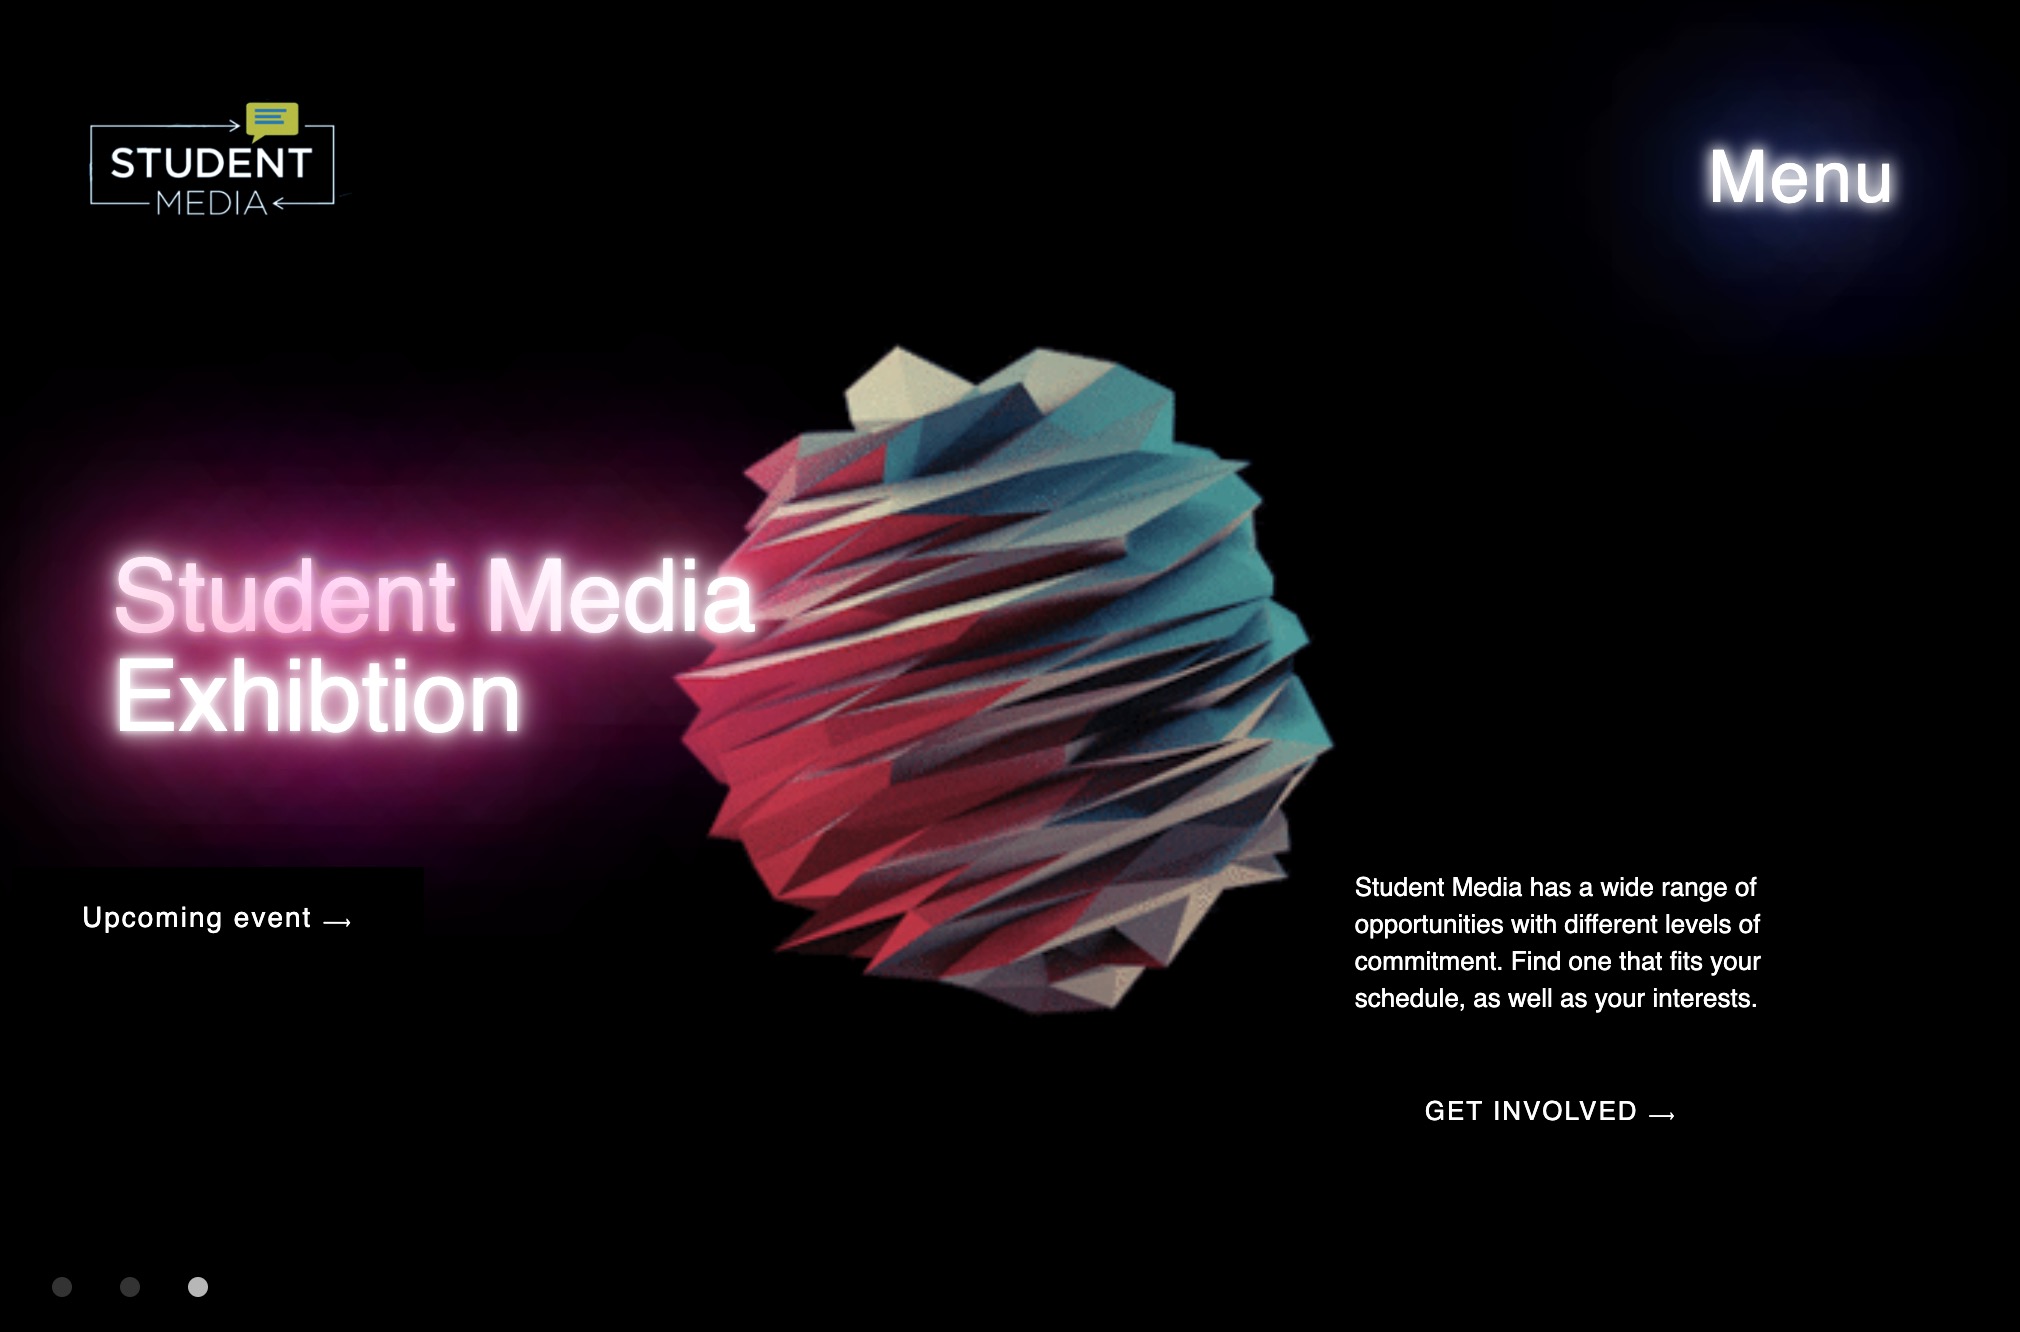 STUDENT
MEDIA
Menu
Student Media
Exhibtion
Upcoming event →
Student Media has a wide range of
opportunities with different levels of
commitment. Find one that fits your
schedule, as well as your interests.
GET INVOLVED →